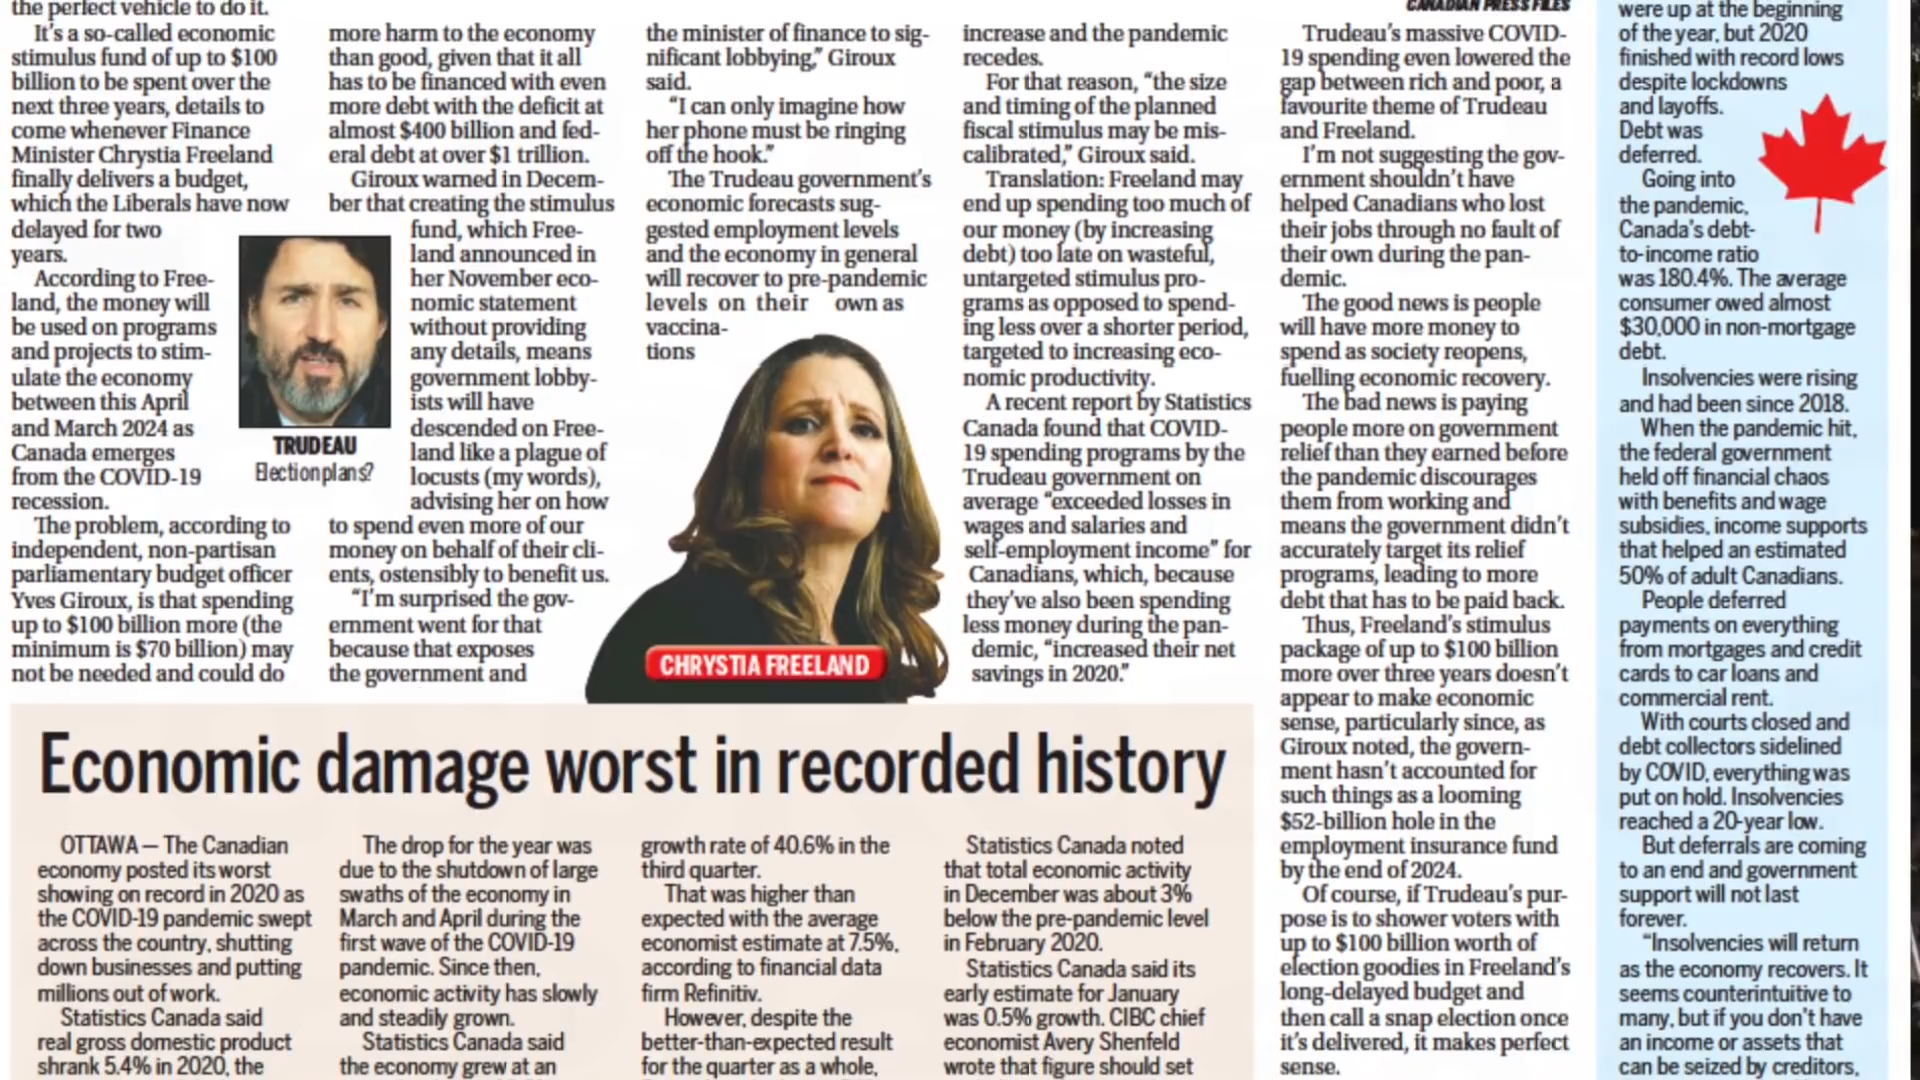 the perfect vehicle to do it.
It's a so-called economic
stimulus fund of up to $100
billion to be spent over the
next three years, details to
come whenever Finance
Minister Chrystia Freeland
finally delivers a budget,
which the Liberals have now
delayed for two
years.
According to Free-
land, the money will
be used on programs
and projects to stim-
ulate the economy
between this April
and March 2024 as
Canada emerges
from the COVID-19
recession.
The problem, according to
independent, non-partisan
parliamentary budget officer
Yves Giroux, is that spending
up to $100 billion more (the
minimum is $70 billion) may
not be needed and could do
TRUDEAU
Election plans?
more harm to the economy
than good, given that it all
has to be financed with even
more debt with the deficit at
almost $400 billion and fed-
eral debt at over $1 trillion.
Giroux warned in Decem-
ber that creating the stimulus
fund, which Free-
land announced in
her November eco-
nomic statement
without providing
any details, means
government lobby-
ists will have
descended on Free-
land like a plague of
locusts (my words),
advising her on how
to spend even more of our
money on behalf of their cli-
ents, ostensibly to benefit us.
“I'm surprised the gov-
ernment went for that
because that exposes
the government and
the minister of finance to sig-
nificant lobbying,” Giroux
said.
“I can only imagine how
her phone must be ringing
off the hook.”
The Trudeau government's
economic forecasts sug-
gested employment levels
and the economy in general
will recover to pre-pandemic
levels on their own as
vaccina-
tions
CHRYSTIA FREELAND
increase and the pandemic
recedes.
For that reason, “the size
and timing of the planned
fiscal stimulus may be mis-
calibrated,” Giroux said.
Translation: Freeland may
end up spending too much of
our money (by increasing
debt) too late on wasteful,
untargeted stimulus pro-
grams as opposed to spend-
ing less over a shorter period,
targeted to increasing eco-
nomic productivity.
A recent report by Statistics
Canada found that COVID-
19 spending programs by the
Trudeau government on
average “exceeded losses in
wages and salaries and
self-employment income” for
Canadians, which, because
they've also been spending
less money during the pan-
demic, “increased their net
savings in 2020.”
CANADIAN PRESS FILES
Trudeau's massive COVID-
19 spending even lowered the
gap between rich and poor, a
favourite theme of Trudeau
and Freeland.
I'm not suggesting the gov-
ernment shouldn't have
helped Canadians who lost
their jobs through no fault of
their own during the pan-
demic.
The good news is people
will have more money to
spend as society reopens,
fuelling economic recovery.
The bad news is paying
people more on government
relief than they earned before
the pandemic discourages
them from working and
means the government didn't
accurately target its relief
programs, leading to more
debt that has to be paid back.
Thus, Freeland's stimulus
package of up to $100 billion
more over three years doesn't
appear to make economic
sense, particularly since, as
Giroux noted, the govern-
ment hasn't accounted for
such things as a looming
$52-billion hole in the
employment insurance fund
by the end of 2024.
Of course, if Trudeau's pur-
pose is to shower voters with
up to $100 billion worth of
election goodies in Freeland's
long-delayed budget and
then call a snap election once
it's delivered, it makes perfect
sense.
were up at the beginning
of the year, but 2020
finished with record lows
despite lockdowns
and layoffs.
Debt was
deferred.
Going into
the pandemic,
Canada's debt-
to-income ratio
was 180.4%. The average
consumer owed almost
$30,000 in non-mortgage
debt.
Insolvencies were rising
and had been since 2018.
When the pandemic hit,
the federal government
held off financial chaos
with benefits and wage
subsidies, income supports
that helped an estimated
50% of adult Canadians.
People deferred
payments on everything
from mortgages and credit
cards to car loans and
commercial rent.
With courts closed and
debt collectors sidelined
by COVID, everything was
put on hold. Insolvencies
reached a 20-year low.
But deferrals are coming
to an end and government
support will not last
forever.
“Insolvencies will return
as the economy recovers. It
seems counterintuitive to
many, but if you don't have
an income or assets that
can be seized by creditors,
Economic damage worst in recorded history
OTTAWA — The Canadian
economy posted its worst
showing on record in 2020 as
the COVID-19 pandemic swept
across the country, shutting
down businesses and putting
millions out of work.
Statistics Canada said
real gross domestic product
shrank 5.4% in 2020, the
The drop for the year was
due to the shutdown of large
swaths of the economy in
March and April during the
first wave of the COVID-19
pandemic. Since then,
economic activity has slowly
and steadily grown.
Statistics Canada said
the economy grew at an
growth rate of 40.6% in the
third quarter.
That was higher than
expected with the average
economist estimate at 7.5%,
according to financial data
firm Refinitiv.
However, despite the
better-than-expected result
for the quarter as a whole,
Statistics Canada noted
that total economic activity
in December was about 3%
below the pre-pandemic level
in February 2020.
Statistics Canada said its
early estimate for January
was 0.5% growth. CIBC chief
economist Avery Shenfeld
wrote that figure should set